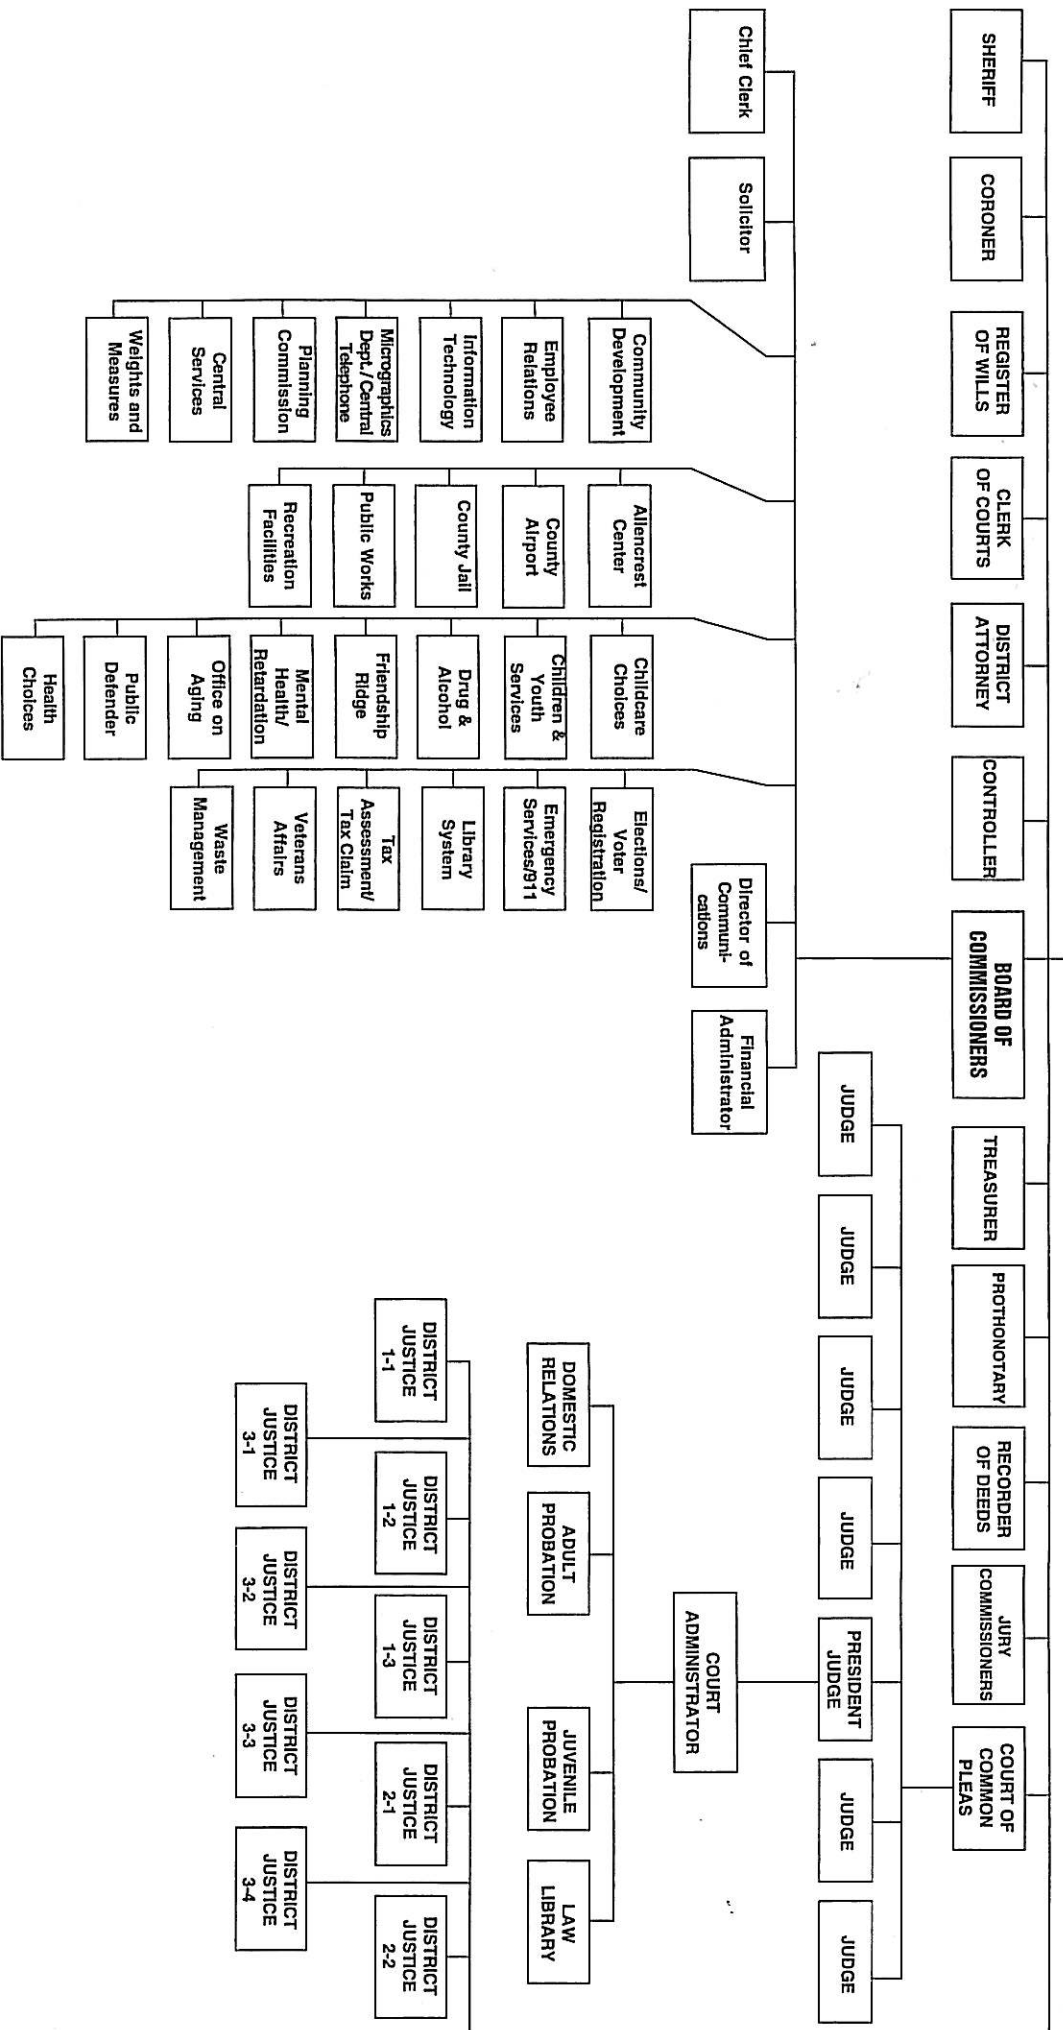 SHERIFF
CORONER
REGISTER
OF WILLS
CLERK
OF COURTS
DISTRICT
ATTORNEY
CONTROLLER
BOARD OF
COMMISSIONERS
TREASURER
PROTHONOTARY
RECORDER
OF DEEDS
JURY
COMMISSIONERS
COURT OF
COMMON
PLEAS
JUDGE
JUDGE
JUDGE
JUDGE
PRESIDENT
JUDGE
JUDGE
JUDGE
Chief Clerk
Solicitor
Director of
Communi-
cations
Financial
Administrator
COURT
ADMINISTRATOR
Community
Development
Employee
Relations
Information
Technology
Micrographics
Dept./Central
Telephone
Planning
Commission
Central
Services
Weights and
Measures
Allencrest
Center
County
Airport
County Jail
Public Works
Recreation
Facilities
Childcare
Choices
Children &
Youth
Services
Drug &
Alcohol
Friendship
Ridge
Mental
Health/
Retardation
Office on
Aging
Public
Defender
Health
Choices
Elections/
Voter
Registration
Emergency
Services/911
Library
System
Tax
Assessment/
Tax Claim
Veterans
Affairs
Waste
Management
DOMESTIC
RELATIONS
ADULT
PROBATION
JUVENILE
PROBATION
LAW
LIBRARY
DISTRICT
JUSTICE
1-1
DISTRICT
JUSTICE
1-2
DISTRICT
JUSTICE
1-3
DISTRICT
JUSTICE
2-1
DISTRICT
JUSTICE
2-2
DISTRICT
JUSTICE
3-1
DISTRICT
JUSTICE
3-2
DISTRICT
JUSTICE
3-3
DISTRICT
JUSTICE
3-4